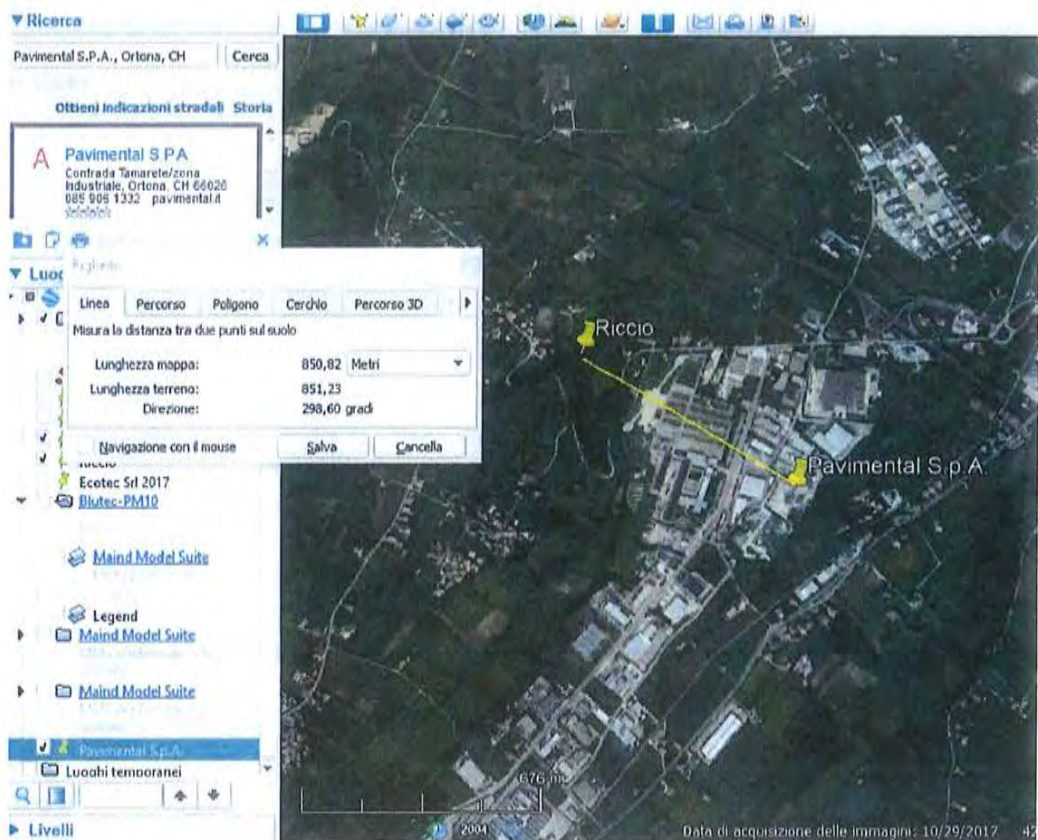 Ricerca
Pavimental S.P.A., Ortona, CH
Cerca
Ottieni indicazioni stradali Storia
A
Pavimental S PA
Contrada Tamarete/zona
Industriale, Ortona, CH 66026
085 906 1332 pavimental.it
Righello
Linea Percorso Poligono Cerchio Percorso 3D
Misura la distanza tra due punti sul suolo
Lunghezza mappa: 850,82 Metri
Lunghezza terreno: 851,23
Direzione: 298,60 gradi
Navigazione con il mouse Salva Cancella
Riccio
Ecotec Srl 2017
Blutec-PM10
Maind Model Suite
Legend
Maind Model Suite
Maind Model Suite
Pavimental S.p.A.
Luoghi temporanei
Livelli
Riccio
Pavimental S.p.A.
676 m
2004
Data di acquisizione delle immagini: 10/29/2017 42